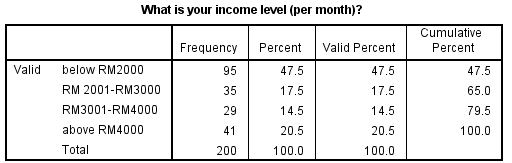 What is your income level (per month)?
Frequency Percent Valid Percent Cumulative Percent
Valid below RM2000 95 47.5 47.5 47.5
RM 2001-RM3000 35 17.5 17.5 65.0
RM3001-RM4000 29 14.5 14.5 79.5
above RM4000 41 20.5 20.5 100.0
Total 200 100.0 100.0